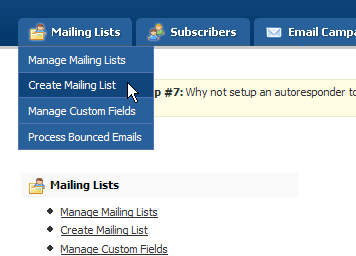 Mailing Lists Subscribers Email Campa
Manage Mailing Lists
Create Mailing List
p #7: Why not setup an autoresponder to
Manage Custom Fields
Process Bounced Emails
Mailing Lists
Manage Mailing Lists
Create Mailing List
Manage Custom Fields